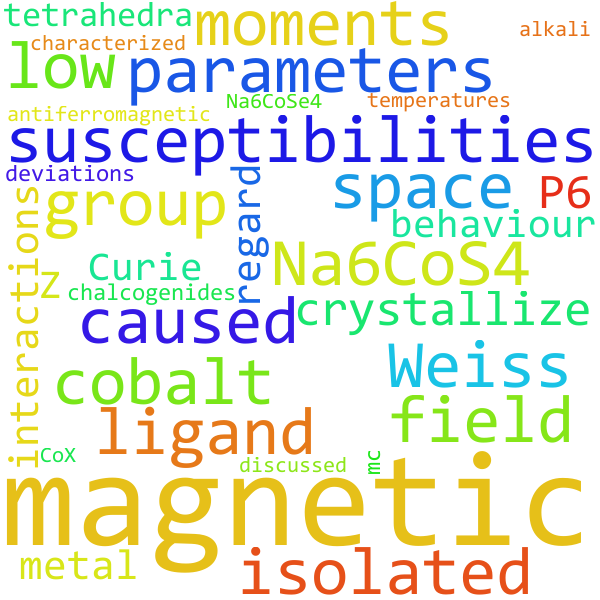 tetrahedra moments alkali
characterized
low parameters
Na6CoSe4 temperatures
antiferromagnetic
susceptibilities
deviations
group regard space P6
interactions
behaviour
Curie Na6CoS4
Z
chalcogenides
caused crystallize
cobalt Weiss
ligand field
CoX discussed mc
magnetic
metal isolated